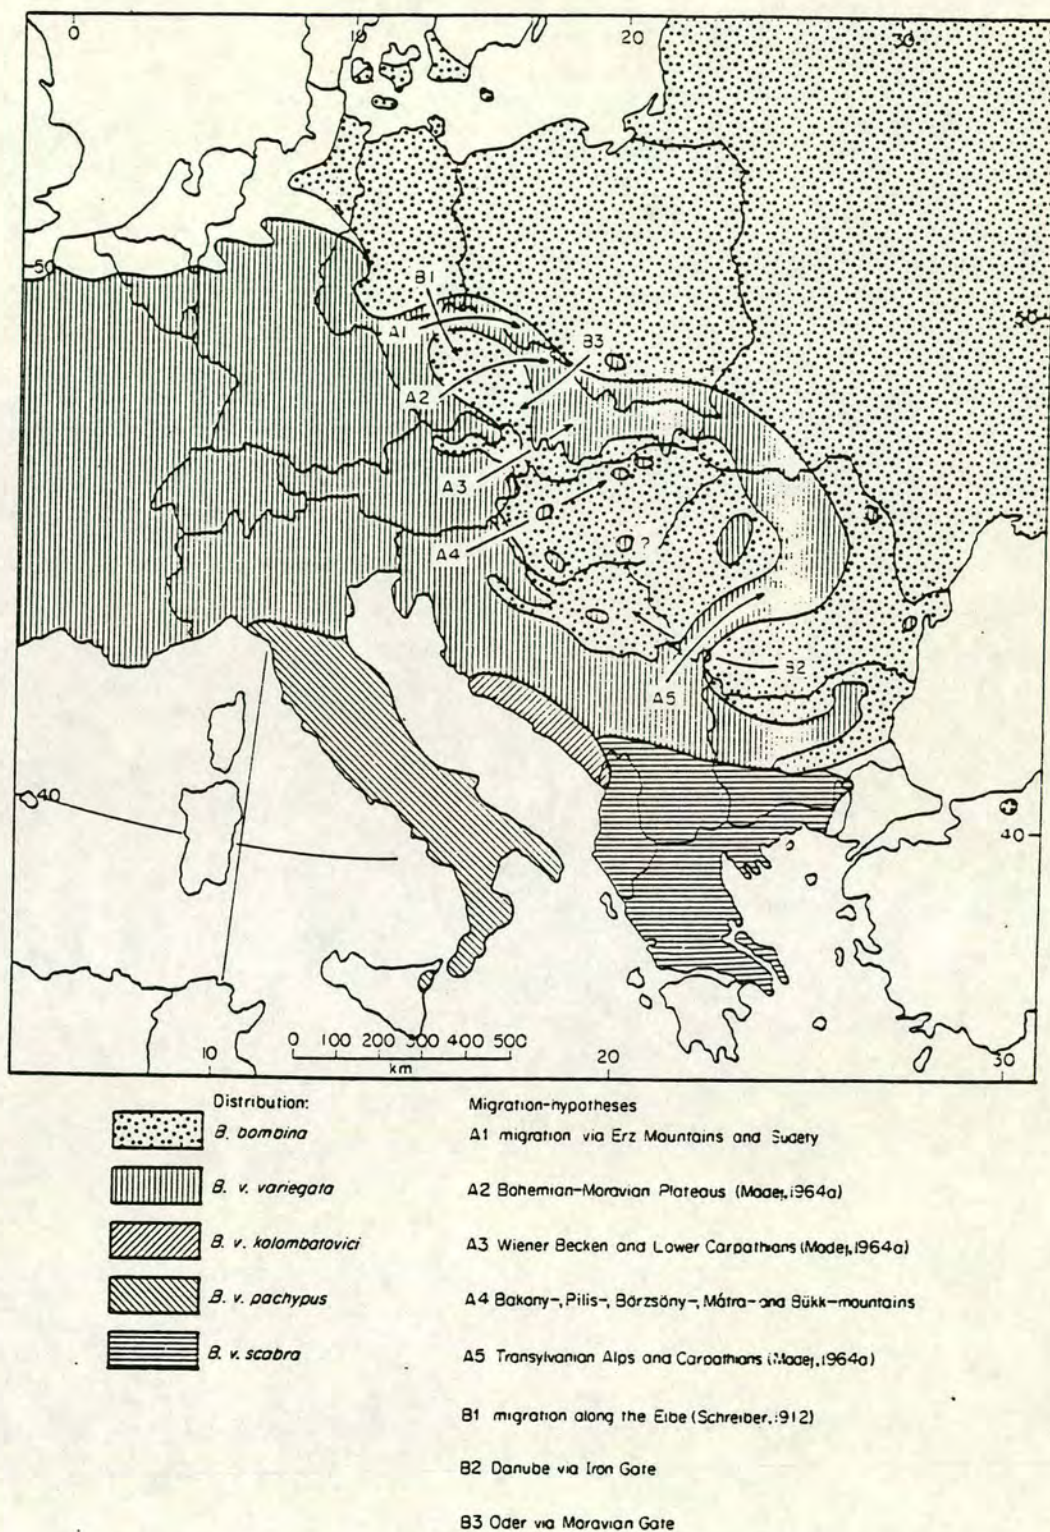 0 10 20 30
50
50
B1
A1
B3
A2
A3
A4
?
A5
B2
40
40
0 100 200 300 400 500
km
10 20 30
Distribution:
B. bombina
B. v. variegata
B. v. kolombatovici
B. v. pachypus
B. v. scabra
Migration-hypotheses
A1 migration via Erz Mountains and Sudety
A2 Bohemian-Moravian Plateaus (Madej, 1964a)
A3 Wiener Becken and Lower Carpathians (Madej, 1964a)
A4 Bakony-, Pilis-, Börzsöny-, Mátra- and Bükk-mountains
A5 Transylvanian Alps and Carpathians (Madej, 1964a)
B1 migration along the Elbe (Schreiber, 1912)
B2 Danube via Iron Gate
B3 Oder via Moravian Gate